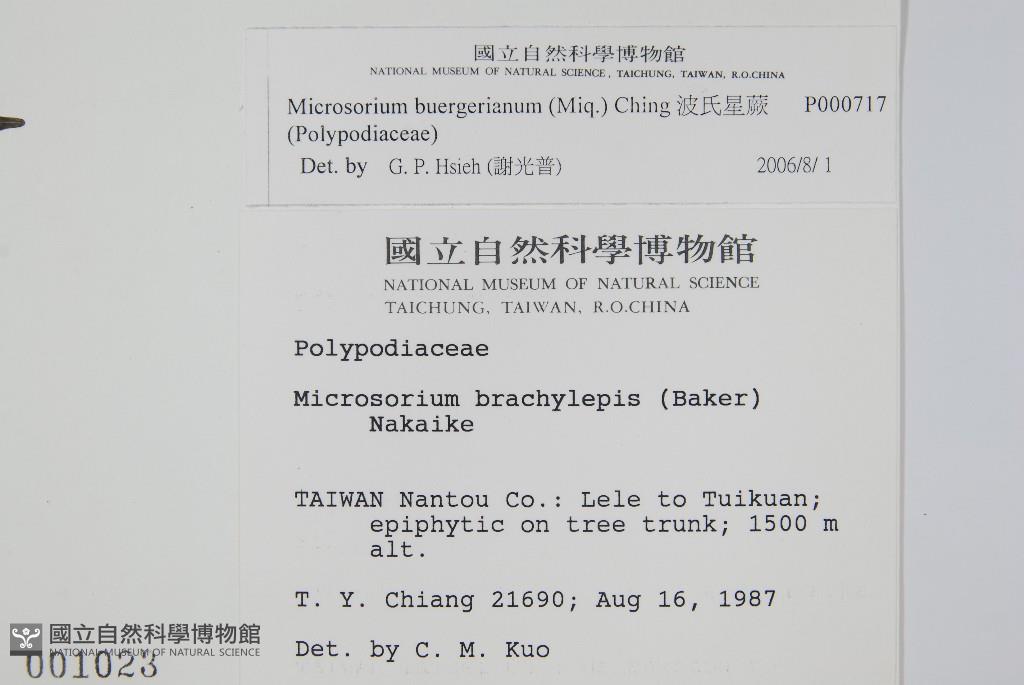 國立自然科學博物館
NATIONAL MUSEUM OF NATURAL SCIENCE, TAICHUNG, TAIWAN, R.O.CHINA
Microsorium buergerianum (Miq.) Ching 波氏星蕨 P000717
(Polypodiaceae)
Det. by G. P. Hsieh (謝光普) 2006/8/ 1
國立自然科學博物館
NATIONAL MUSEUM OF NATURAL SCIENCE
TAICHUNG, TAIWAN, R.O.CHINA
Polypodiaceae
Microsorium brachylepis (Baker)
Nakaike
TAIWAN Nantou Co.: Lele to Tuikuan;
epiphytic on tree trunk; 1500 m
alt.
T. Y. Chiang 21690; Aug 16, 1987
Det. by C. M. Kuo
國立自然科學博物館
NATIONAL MUSEUM OF NATURAL SCIENCE
001023